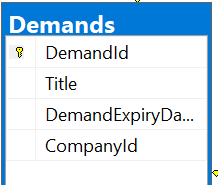 Demands
DemandId
Title
DemandExpiryDa...
CompanyId